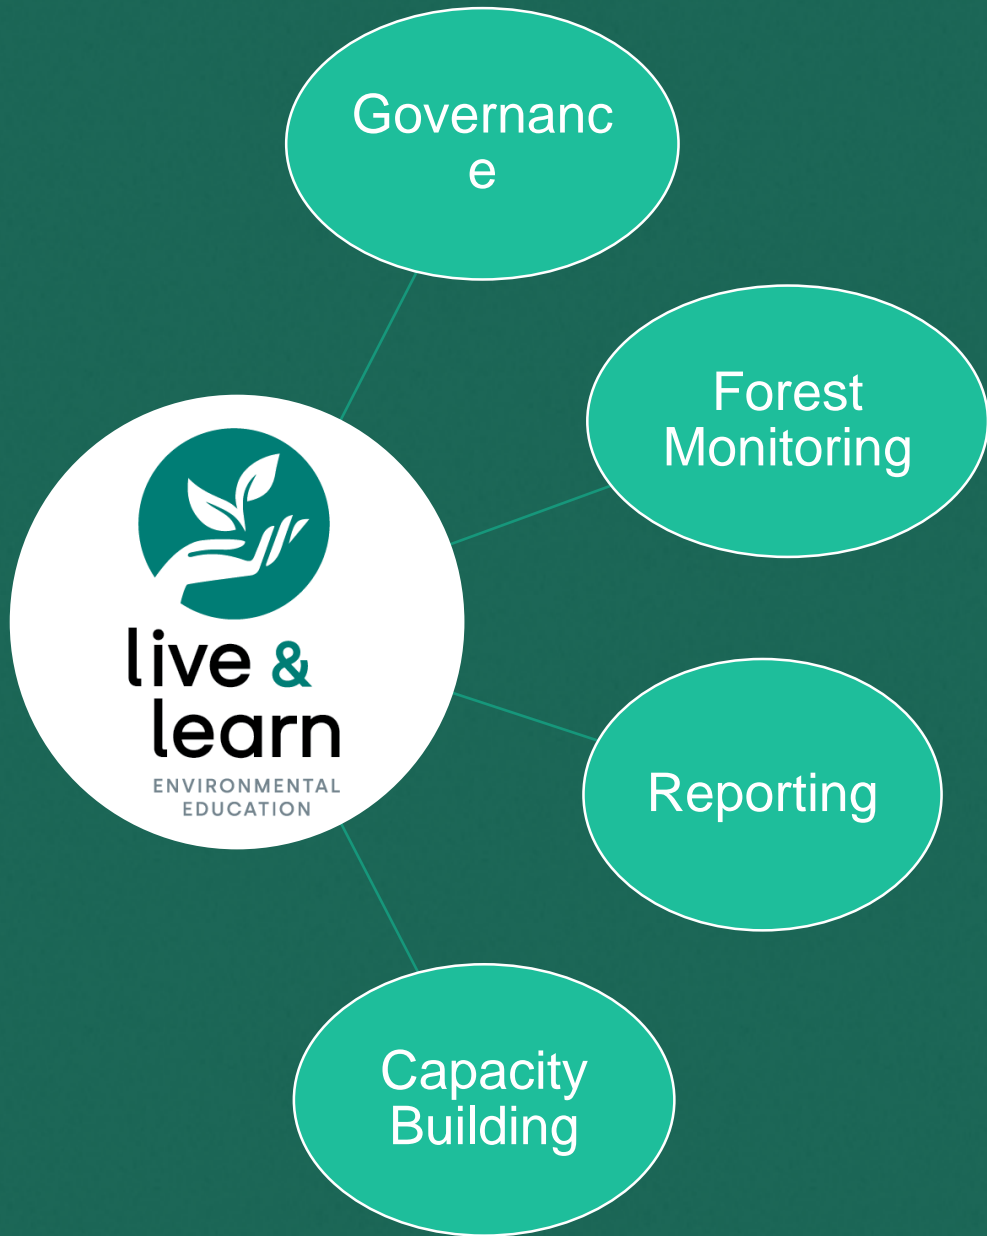 Governanc
e
Forest
Monitoring
live &
learn
ENVIRONMENTAL
EDUCATION
Reporting
Capacity
Building